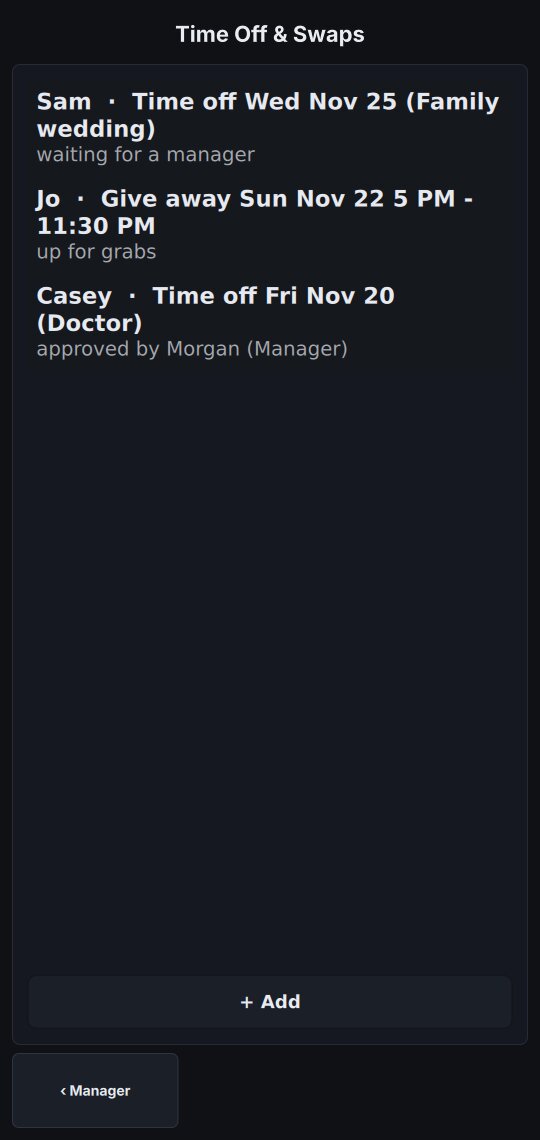 Time Off & Swaps
Sam · Time off Wed Nov 25 (Family
wedding)
waiting for a manager
Jo · Give away Sun Nov 22 5 PM -
11:30 PM
up for grabs
Casey · Time off Fri Nov 20
(Doctor)
approved by Morgan (Manager)
+ Add
‹ Manager